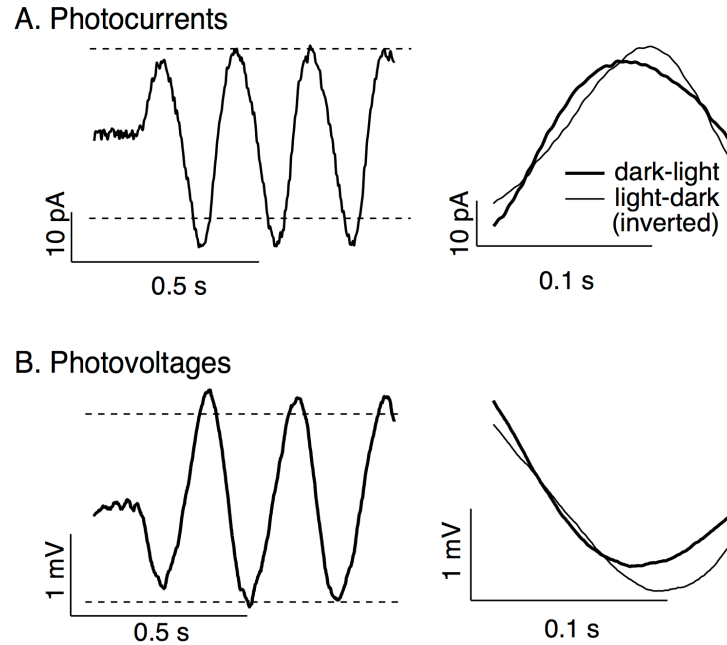 A. Photocurrents
10 pA
0.5 s
dark-light
light-dark
(inverted)
10 pA
0.1 s
B. Photovoltages
1 mV
0.5 s
1 mV
0.1 s